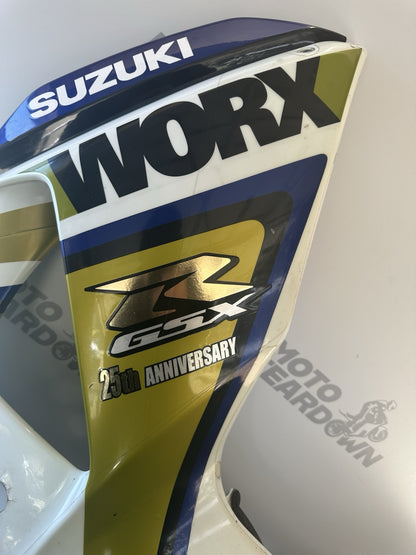 SUZUKI
WORX
R
GSX
25th ANNIVERSARY
MOTO
TEARDOWN
MOTO
TEARDOWN